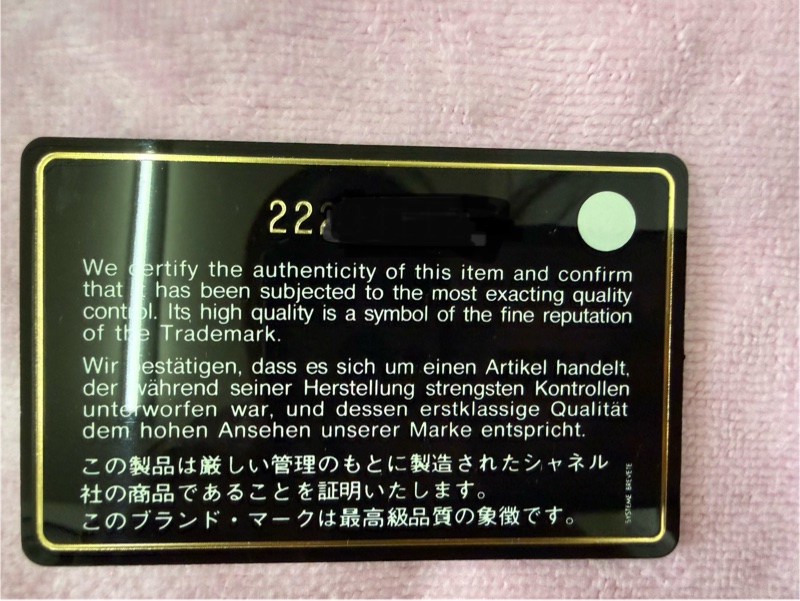 222
We certify the authenticity of this item and confirm
that it has been subjected to the most exacting quality
control. Its high quality is a symbol of the fine reputation
of the Trademark.
Wir bestätigen, dass es sich um einen Artikel handelt,
der während seiner Herstellung strengsten Kontrollen
unterworfen war, und dessen erstklassige Qualität
dem hohen Ansehen unserer Marke entspricht.
この製品は厳しい管理のもとに製造されたシャネル
社の商品であることを証明いたします。
このブランド・マークは最高級品質の象徴です。
SYSTEME BREVETE